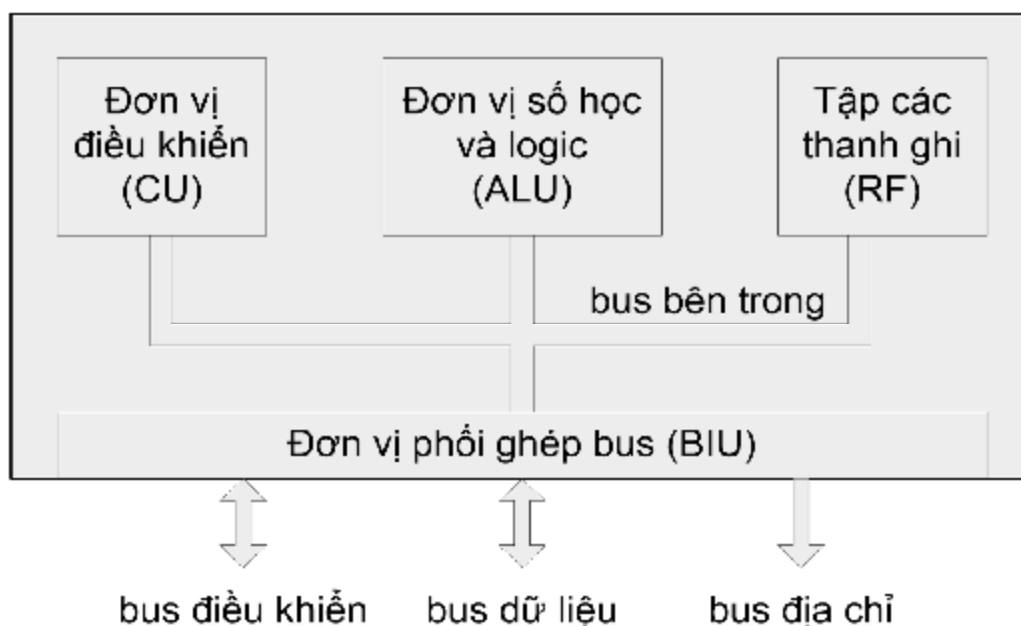 Đơn vị
điều khiển
(CU)
Đơn vị số học
và logic
(ALU)
Tập các
thanh ghi
(RF)
bus bên trong
Đơn vị phối ghép bus (BIU)
bus điều khiển
bus dữ liệu
bus địa chỉ